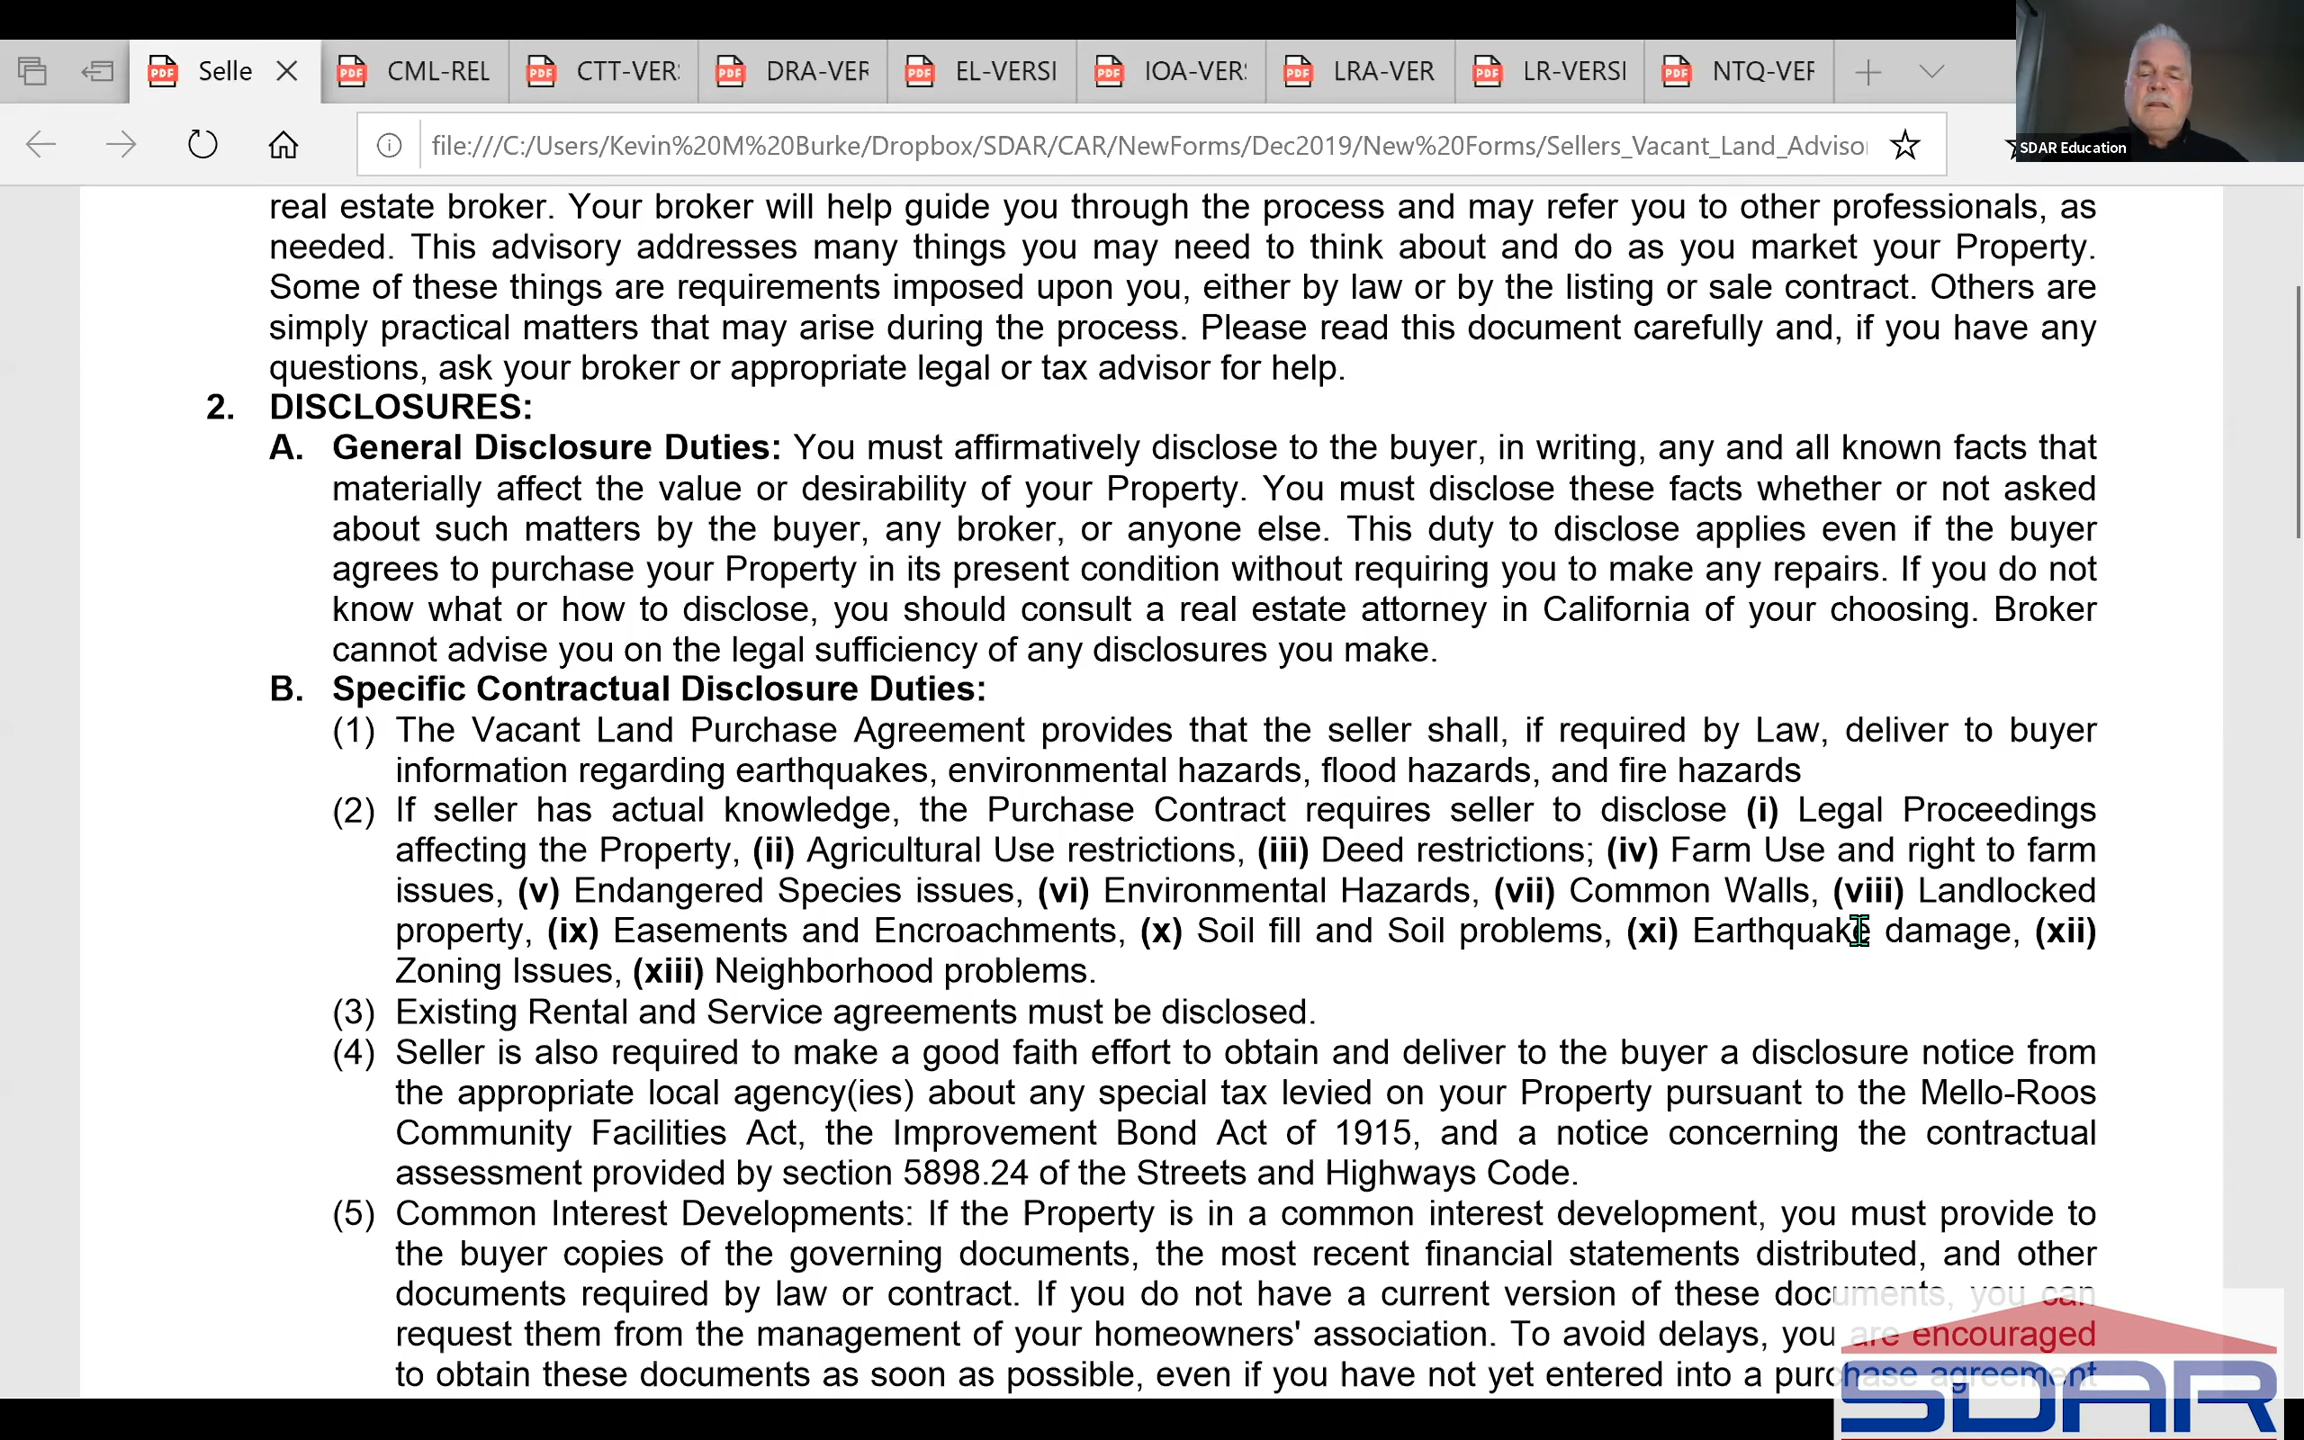 Selle
CML-REL
CTT-VER
DRA-VER
EL-VERSI
IOA-VER
LRA-VER
LR-VERSI
NTQ-VEF
file:///C:/Users/Kevin%20M%20Burke/Dropbox/SDAR/CAR/NewForms/Dec2019/New%20Forms/Sellers_Vacant_Land_Adviso
SDAR Education
real estate broker. Your broker will help guide you through the process and may refer you to other professionals, as
needed. This advisory addresses many things you may need to think about and do as you market your Property.
Some of these things are requirements imposed upon you, either by law or by the listing or sale contract. Others are
simply practical matters that may arise during the process. Please read this document carefully and, if you have any
questions, ask your broker or appropriate legal or tax advisor for help.
2. DISCLOSURES:
A. General Disclosure Duties: You must affirmatively disclose to the buyer, in writing, any and all known facts that
materially affect the value or desirability of your Property. You must disclose these facts whether or not asked
about such matters by the buyer, any broker, or anyone else. This duty to disclose applies even if the buyer
agrees to purchase your Property in its present condition without requiring you to make any repairs. If you do not
know what or how to disclose, you should consult a real estate attorney in California of your choosing. Broker
cannot advise you on the legal sufficiency of any disclosures you make.
B. Specific Contractual Disclosure Duties:
(1) The Vacant Land Purchase Agreement provides that the seller shall, if required by Law, deliver to buyer
information regarding earthquakes, environmental hazards, flood hazards, and fire hazards
(2) If seller has actual knowledge, the Purchase Contract requires seller to disclose (i) Legal Proceedings
affecting the Property, (ii) Agricultural Use restrictions, (iii) Deed restrictions; (iv) Farm Use and right to farm
issues, (v) Endangered Species issues, (vi) Environmental Hazards, (vii) Common Walls, (viii) Landlocked
property, (ix) Easements and Encroachments, (x) Soil fill and Soil problems, (xi) Earthquake damage, (xii)
Zoning Issues, (xiii) Neighborhood problems.
(3) Existing Rental and Service agreements must be disclosed.
(4) Seller is also required to make a good faith effort to obtain and deliver to the buyer a disclosure notice from
the appropriate local agency(ies) about any special tax levied on your Property pursuant to the Mello-Roos
Community Facilities Act, the Improvement Bond Act of 1915, and a notice concerning the contractual
assessment provided by section 5898.24 of the Streets and Highways Code.
(5) Common Interest Developments: If the Property is in a common interest development, you must provide to
the buyer copies of the governing documents, the most recent financial statements distributed, and other
documents required by law or contract. If you do not have a current version of these documents, you can
request them from the management of your homeowners' association. To avoid delays, you are encouraged
to obtain these documents as soon as possible, even if you have not yet entered into a purchase agreement
SDAR